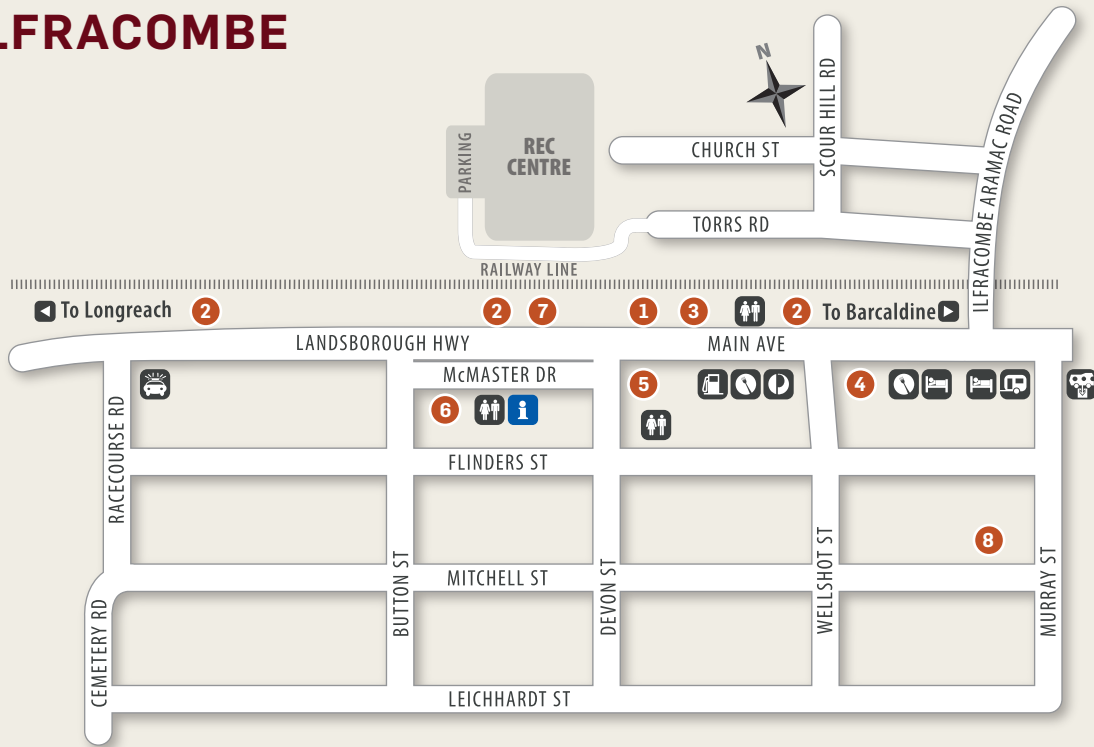 LFRACOMBE
N
SCOUR HILL RD
ILFRACOMBE ARAMAC ROAD
PARKING
REC
CENTRE
CHURCH ST
TORRS RD
RAILWAY LINE
To Longreach
2
2
7
1
3
2
To Barcaldine
LANDSBOROUGH HWY
MAIN AVE
McMASTER DR
5
4
6
i
RACECOURSE RD
FLINDERS ST
8
BUTTON ST
MITCHELL ST
DEVON ST
WELLSHOT ST
MURRAY ST
CEMETERY RD
LEICHHARDT ST